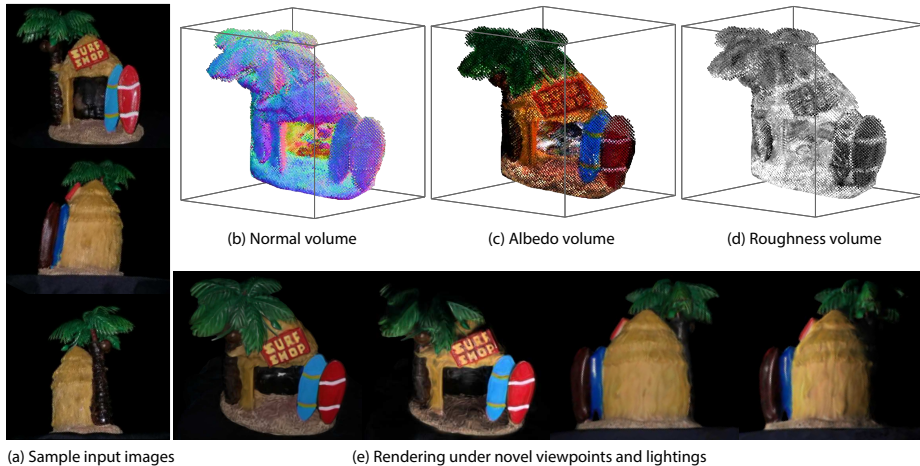 SURF
SHOP
(b) Normal volume
(c) Albedo volume
(d) Roughness volume
SURF
SHOP
SURF
SHOP
(a) Sample input images
(e) Rendering under novel viewpoints and lightings